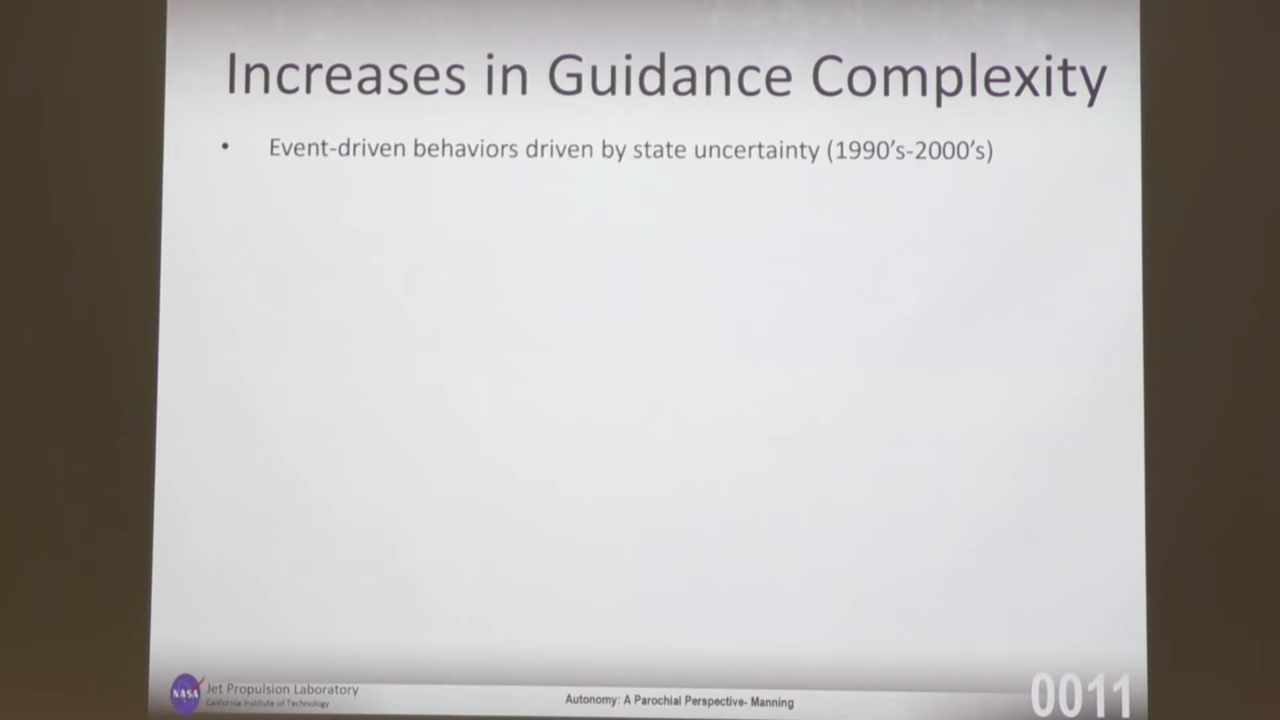 Increases in Guidance Complexity
• Event-driven behaviors driven by state uncertainty (1990's-2000's)
NASA
Jet Propulsion Laboratory
California Institute of Technology
Autonomy: A Parochial Perspective- Manning
0011